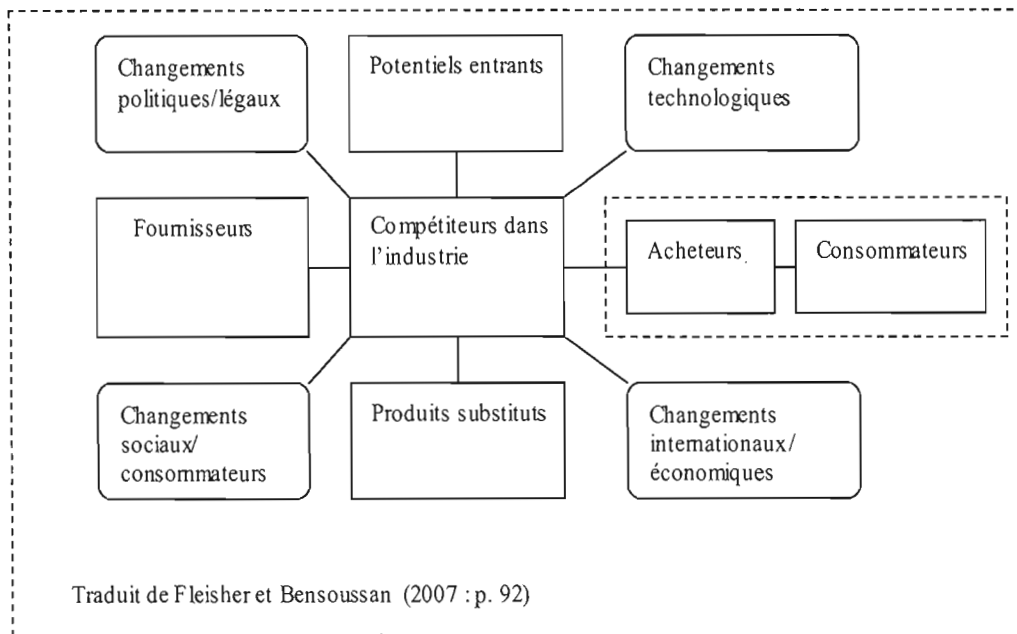 Changements
politiques/légaux
Potentiels entrants
Changements
technologiques
Fournisseurs
Compétiteurs dans
l'industrie
Acheteurs
Consommateurs
Changements
sociaux/
consommateurs
Produits substituts
Changements
internationaux/
économiques
Traduit de Fleisher et Bensoussan (2007 : p. 92)